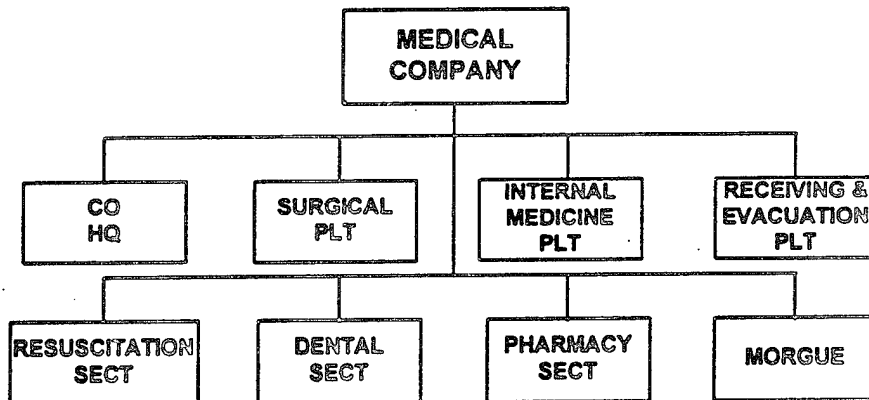 MEDICAL
COMPANY
CO
HQ
SURGICAL
PLT
INTERNAL
MEDICINE
PLT
RECEIVING &
EVACUATION
PLT
RESUSCITATION
SECT
DENTAL
SECT
PHARMACY
SECT
MORGUE